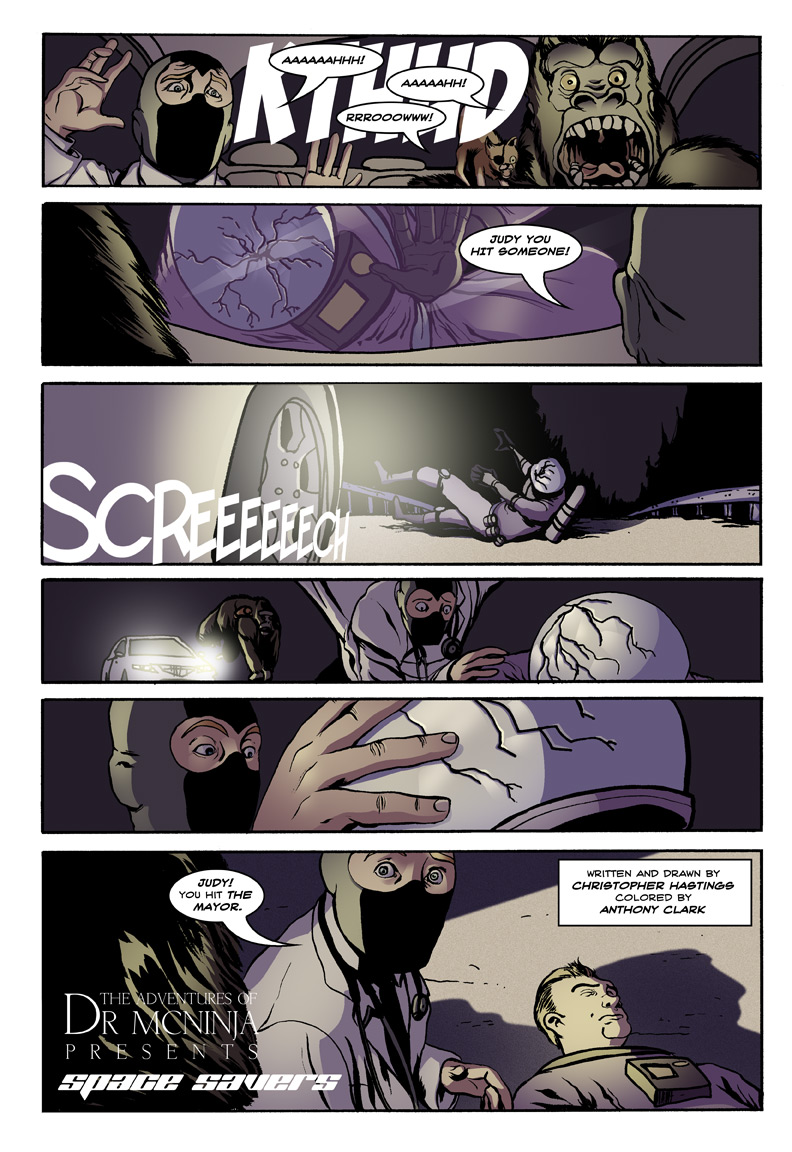 KTHHD
AAAAAAHHH!
AAAAAHH!
RRROOOWWW!
JUDY YOU
HIT SOMEONE!
SCREEEEEEECH
JUDY!
YOU HIT THE
MAYOR.
WRITTEN AND DRAWN BY
CHRISTOPHER HASTINGS
COLORED BY
ANTHONY CLARK
THE ADVENTURES OF
DR MCNINJA
PRESENTS
SPACE SAVERS